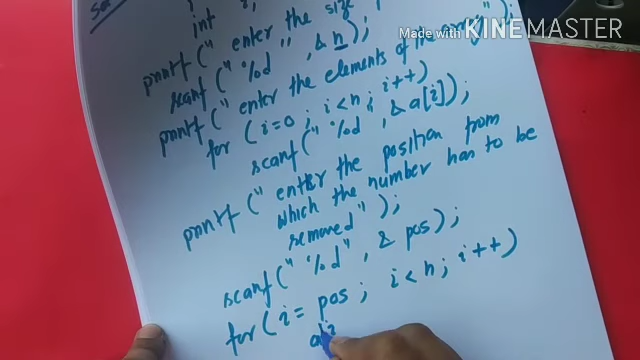 Made with KINEMASTER
int i,
printf (" enter the size
scanf (" %d ", & n);
printf (" enter the elements of the array");
for (i=0 ; i<n; i++)
scanf (" %d , & a[i]);
printf (" enter the position from
which the number has to be
removed");
scanf (" %d", & pos);
for ( i= pos ; i<n; i++)